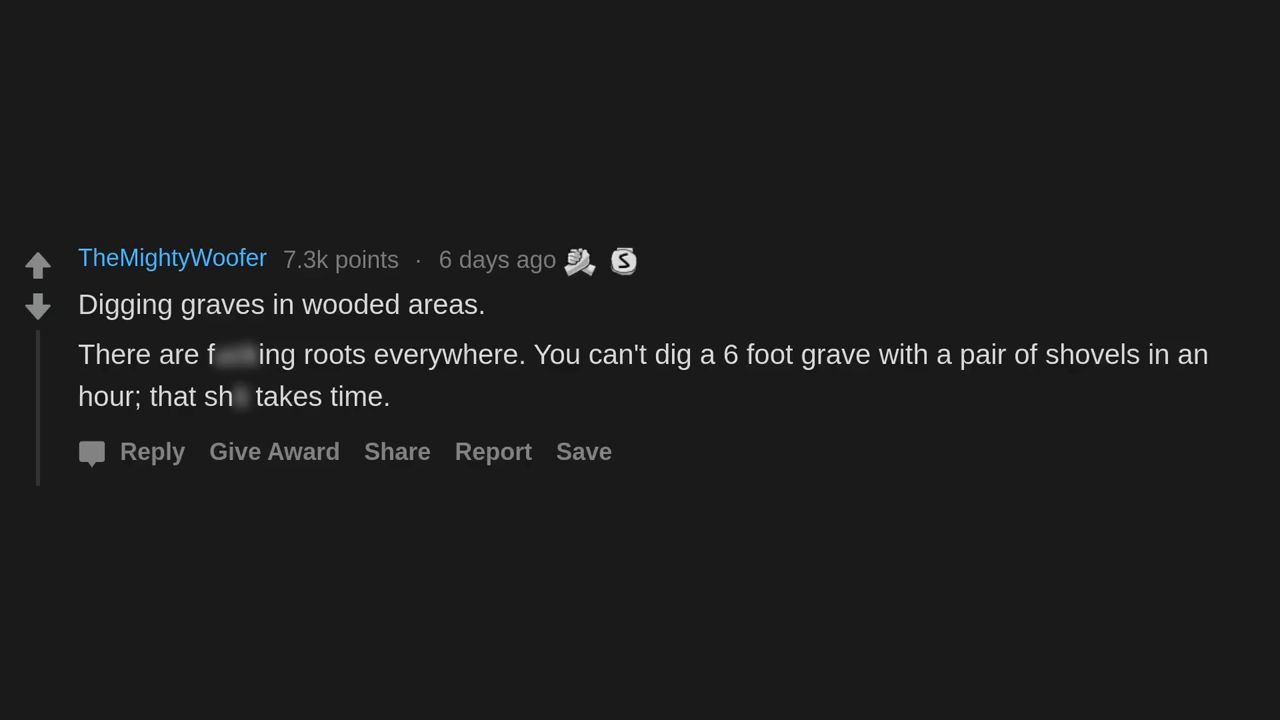 TheMightyWoofer 7.3k points · 6 days ago
Digging graves in wooded areas.
There are f ing roots everywhere. You can't dig a 6 foot grave with a pair of shovels in an
hour; that sh takes time.
Reply Give Award Share Report Save